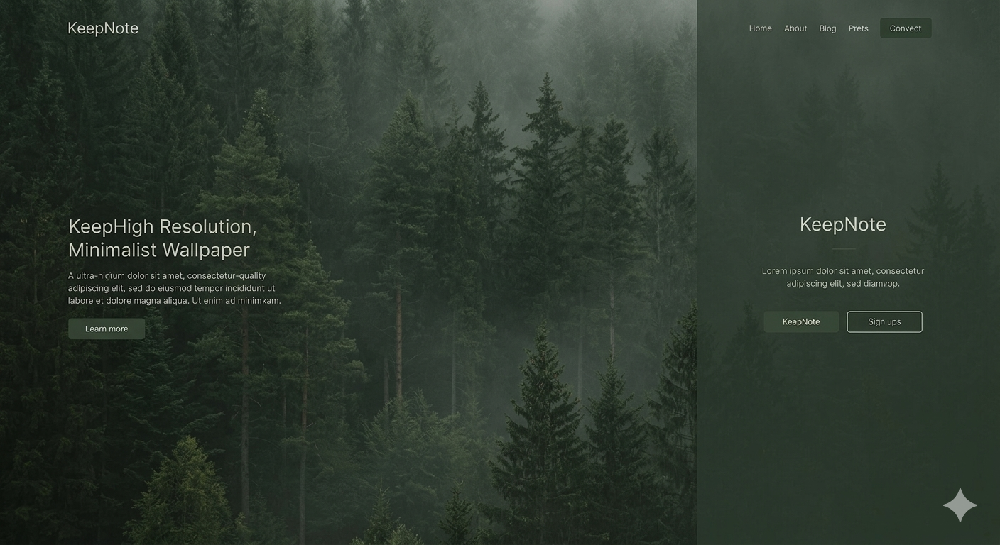 KeepNote
Home About Blog Prets Convect
KeepHigh Resolution,
Minimalist Wallpaper
A ultra-higtum dolor sit amet, consectetur-quality
adipiscing elit, sed do eiusmod tempor incididunt ut
labore et dolore magna aliqua. Ut enim ad minimkam.
Learn more
KeepNote
Lorem ipsum dolor sit amet, consectetur
adipiscing elit, sed diamvop.
KeapNote Sign ups